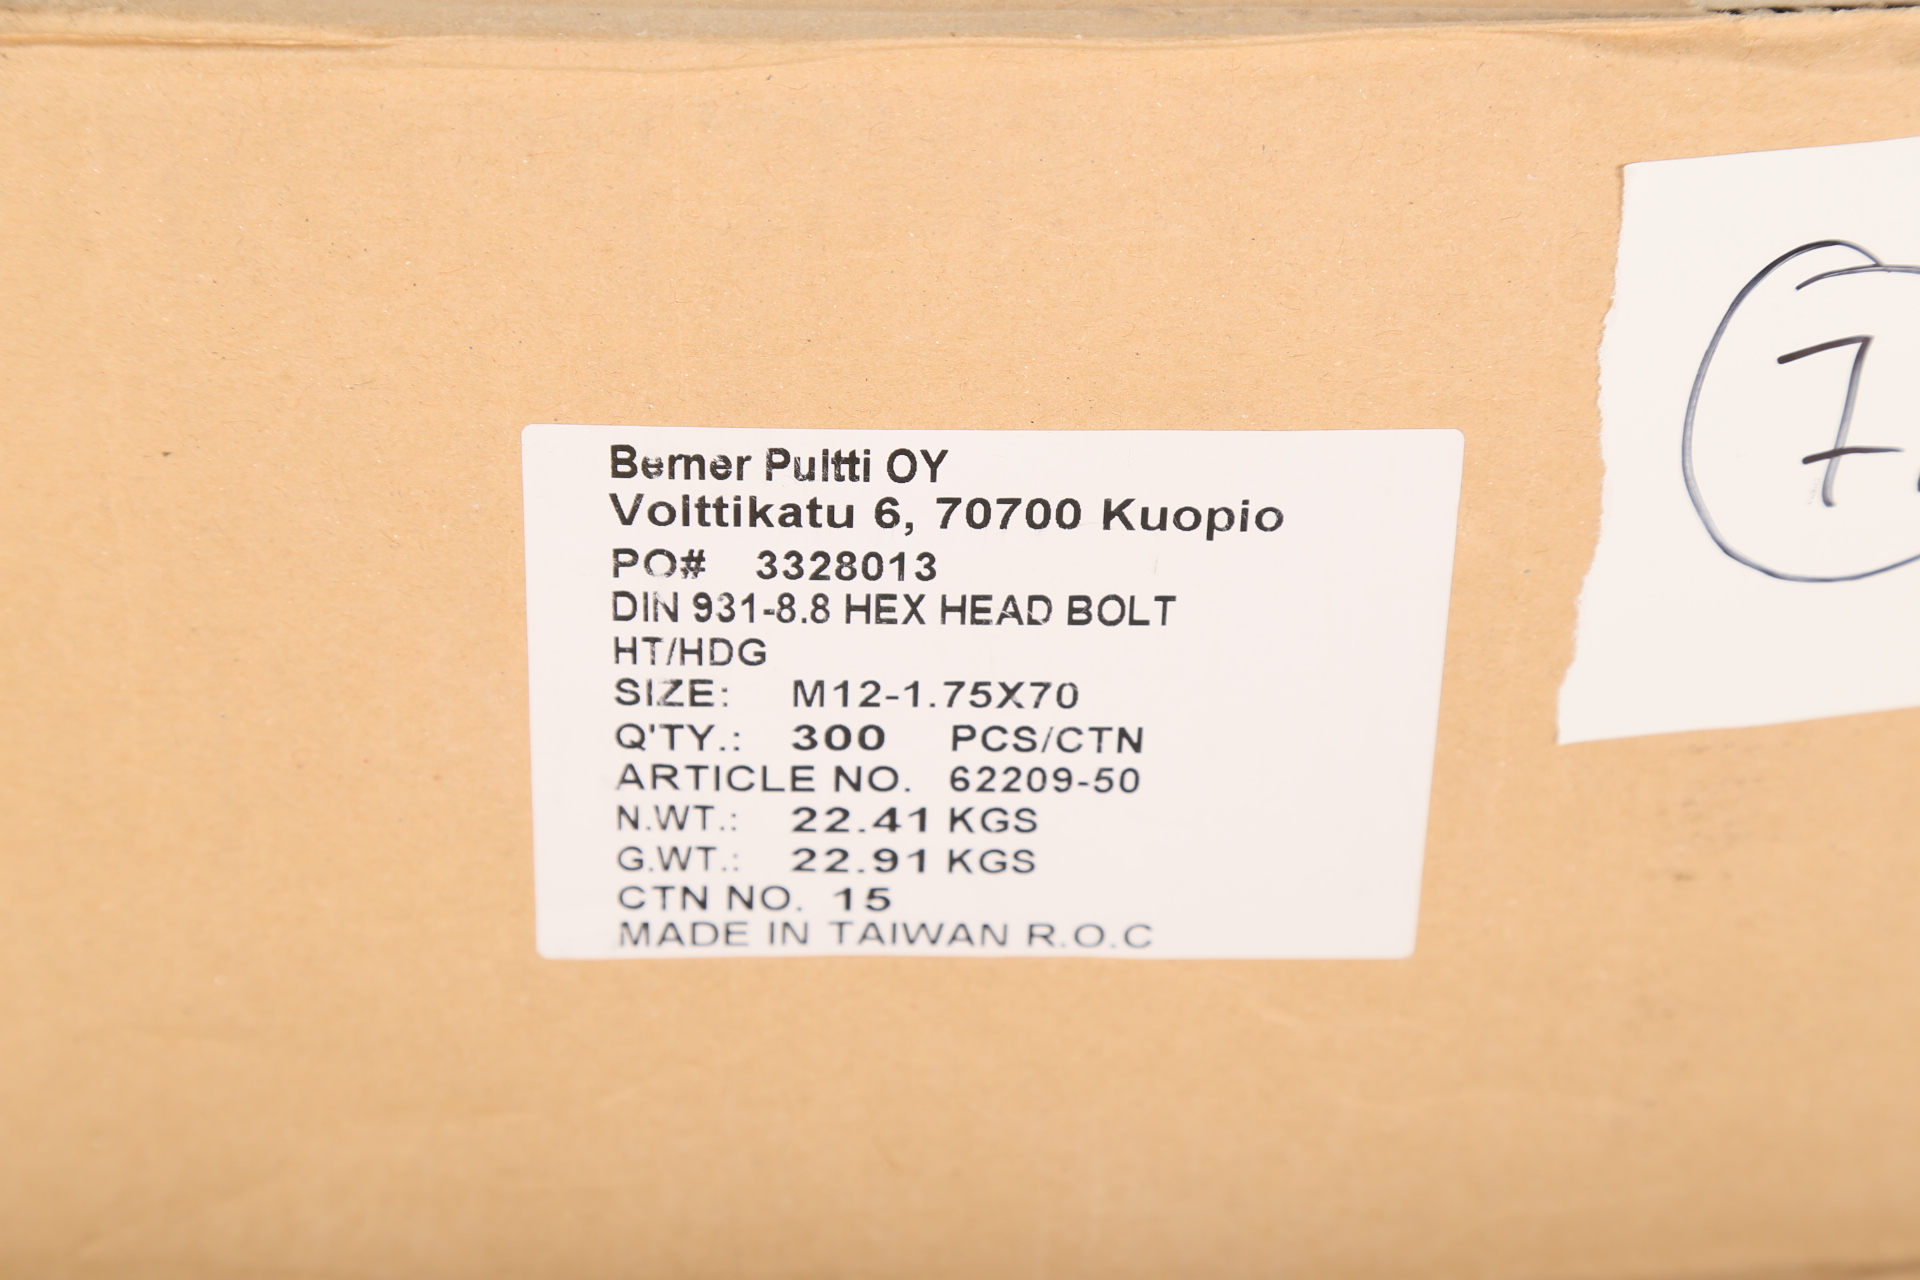 Berner Pultti OY
Volttikatu 6, 70700 Kuopio
PO# 3328013
DIN 931-8.8 HEX HEAD BOLT
HT/HDG
SIZE: M12-1.75X70
Q'TY.: 300 PCS/CTN
ARTICLE NO. 62209-50
N.WT.: 22.41 KGS
G.WT.: 22.91 KGS
CTN NO. 15
MADE IN TAIWAN R.O.C
7